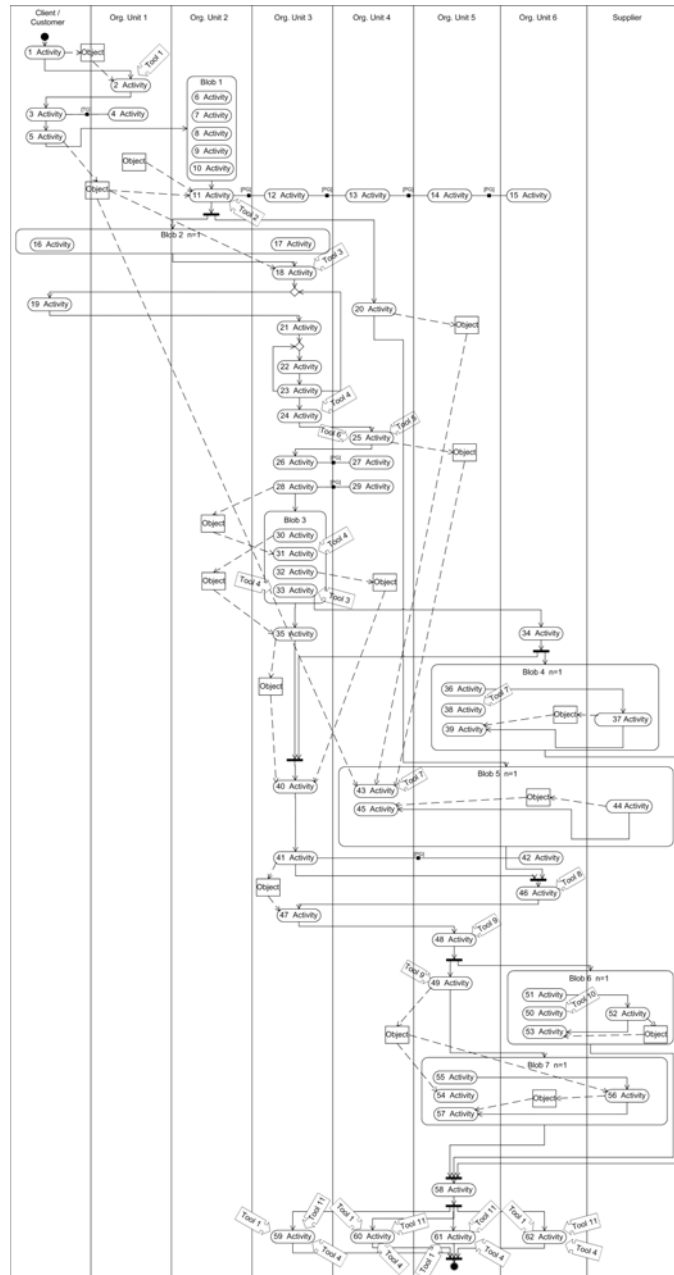 Client / Customer
Org. Unit 1
Org. Unit 2
Org. Unit 3
Org. Unit 4
Org. Unit 5
Org. Unit 6
Supplier
1 Activity
Object
Tool 1
2 Activity
Blob 1
6 Activity
3 Activity
[PG]
4 Activity
7 Activity
5 Activity
8 Activity
9 Activity
Object
10 Activity
Object
11 Activity
[PG]
12 Activity
[PG]
13 Activity
[PG]
14 Activity
[PG]
15 Activity
Tool 2
Blob 2 n=1
16 Activity
17 Activity
Tool 3
18 Activity
19 Activity
20 Activity
Object
21 Activity
22 Activity
23 Activity
Tool 4
24 Activity
Tool 6
Tool 5
25 Activity
Object
26 Activity
[PG]
27 Activity
28 Activity
[PG]
29 Activity
Object
Blob 3
30 Activity
Tool 4
31 Activity
Object
32 Activity
Object
Tool 4
33 Activity
Tool 3
35 Activity
34 Activity
Object
Blob 4 n=1
36 Activity
Tool 7
38 Activity
Object
37 Activity
39 Activity
Blob 5 n=1
40 Activity
43 Activity
Tool 7
45 Activity
Object
44 Activity
41 Activity
[PG]
42 Activity
Object
46 Activity
Tool 8
47 Activity
48 Activity
Tool 9
Tool 9
49 Activity
Blob 6 n=1
51 Activity
Tool 10
50 Activity
52 Activity
53 Activity
Object
Object
Blob 7 n=1
55 Activity
54 Activity
Object
56 Activity
57 Activity
58 Activity
Tool 1
Tool 11
59 Activity
Tool 4
Tool 1
Tool 11
60 Activity
Tool 4
Tool 1
Tool 11
61 Activity
Tool 4
Tool 1
Tool 11
62 Activity
Tool 4